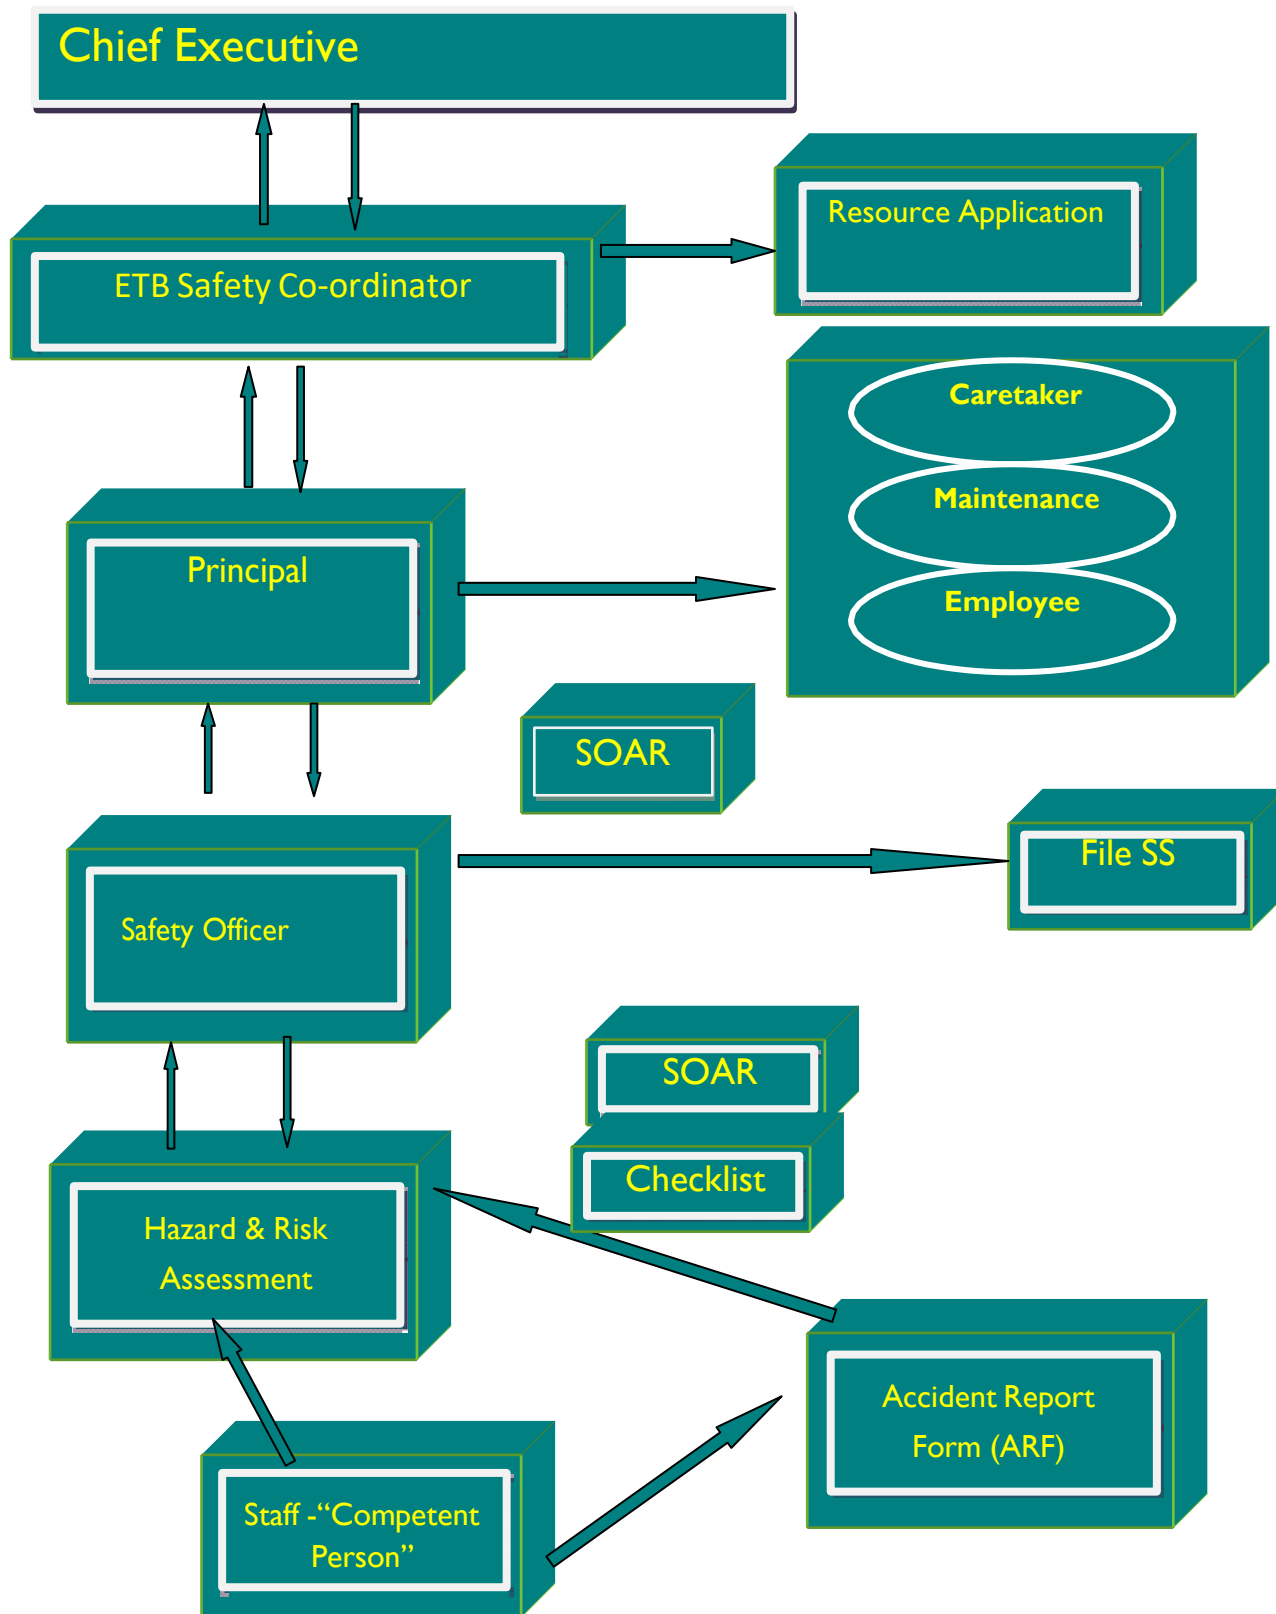 Chief Executive
Resource Application
ETB Safety Co-ordinator
Caretaker
Maintenance
Employee
Principal
SOAR
File SS
Safety Officer
SOAR
Checklist
Hazard & Risk
Assessment
Accident Report
Form (ARF)
Staff -“Competent
Person”